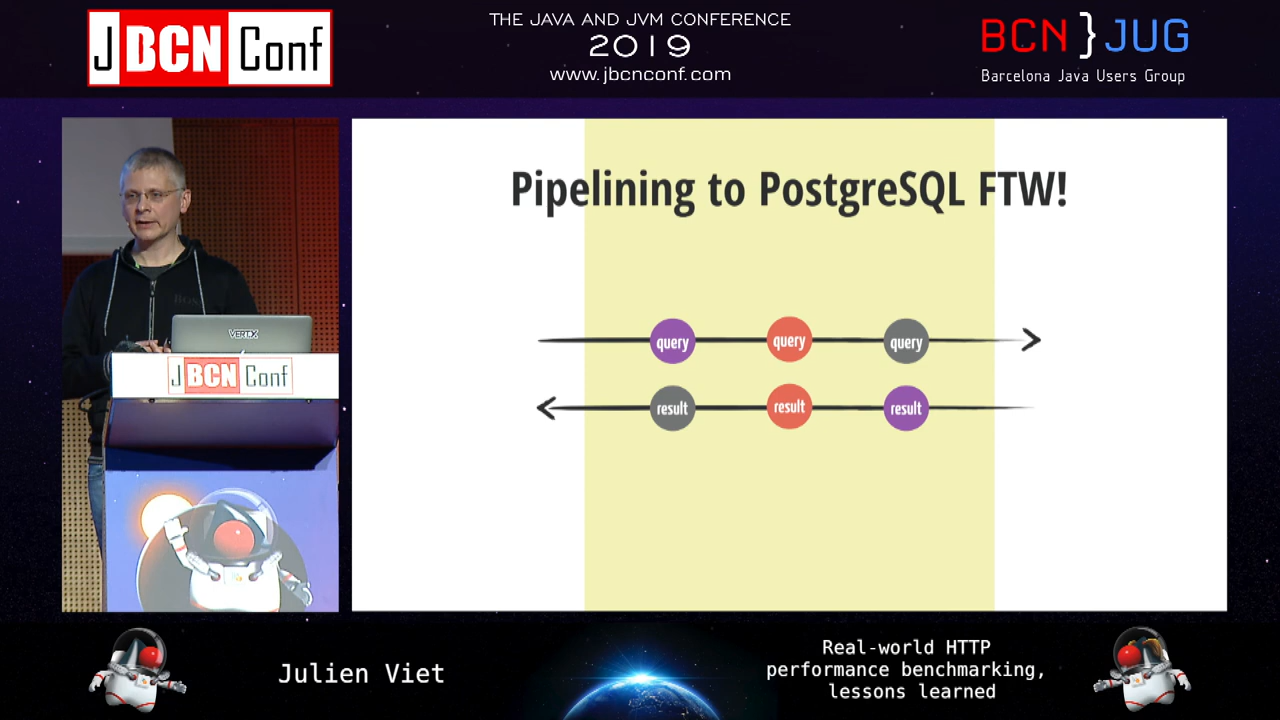 JBCN Conf
THE JAVA AND JVM CONFERENCE
2019
www.jbcnconf.com
BCN}JUG
Barcelona Java Users Group
Pipelining to PostgreSQL FTW!
query query query
result result result
VERT.X
JBCN Conf
Julien Viet
Real-world HTTP
performance benchmarking,
lessons learned